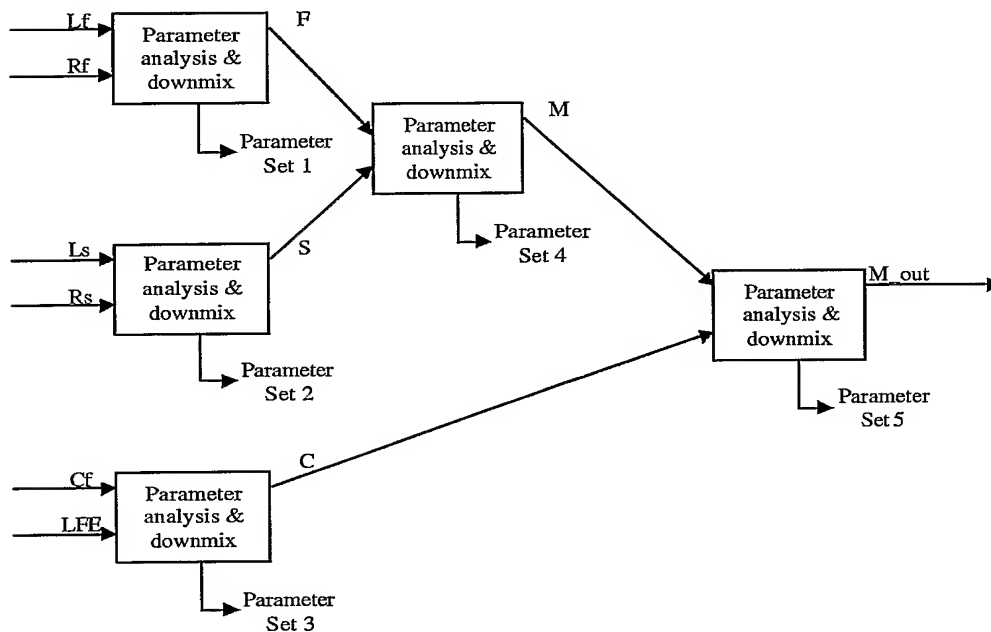 Lf
Rf
Parameter
analysis &
downmix
F
Parameter
Set 1
Parameter
analysis &
downmix
M
Parameter
Set 4
Ls
Rs
Parameter
analysis &
downmix
S
Parameter
Set 2
Parameter
analysis &
downmix
M_out
Parameter
Set 5
Cf
LFE
Parameter
analysis &
downmix
C
Parameter
Set 3